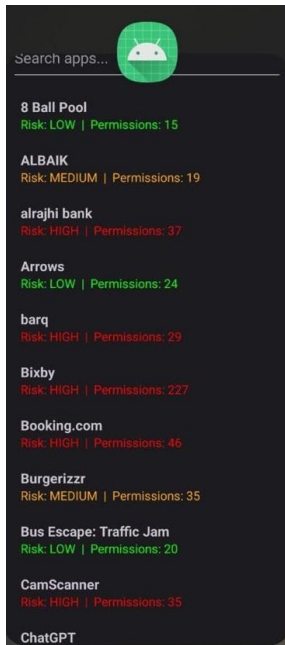 Search apps...
8 Ball Pool
Risk: LOW | Permissions: 15
ALBAIK
Risk: MEDIUM | Permissions: 19
alrajhi bank
Risk: HIGH | Permissions: 37
Arrows
Risk: LOW | Permissions: 24
barq
Risk: HIGH | Permissions: 29
Bixby
Risk: HIGH | Permissions: 227
Booking.com
Risk: HIGH | Permissions: 46
Burgerizzr
Risk: MEDIUM | Permissions: 35
Bus Escape: Traffic Jam
Risk: LOW | Permissions: 20
CamScanner
Risk: HIGH | Permissions: 35
ChatGPT